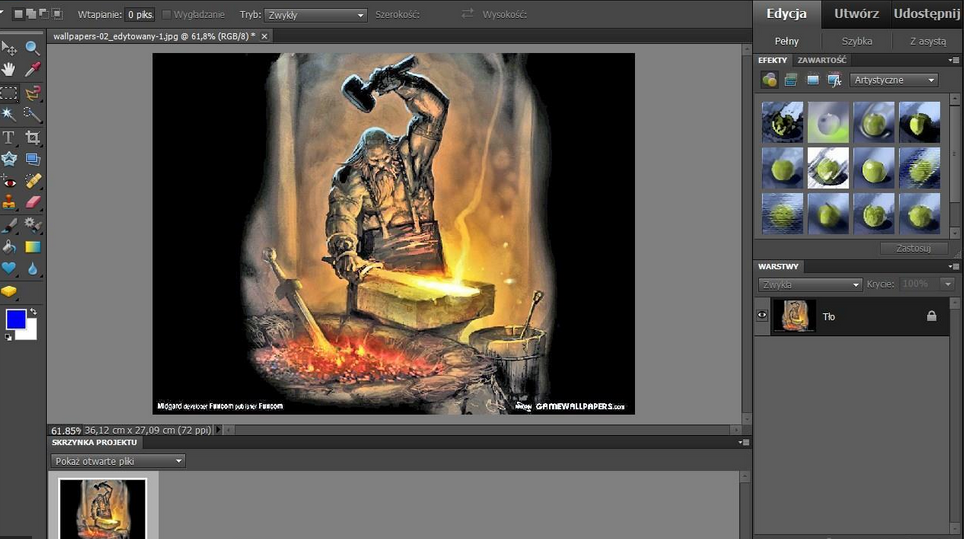 Wtapianie: 0 piks. Wygładzanie Tryb: Zwykły Szerokość: Wysokość:
Edycja Utwórz Udostępnij
wallpapers-02_edytowany-1.jpg @ 61,8% (RGB/8) * ×
Pełny Szybka Z asystą
EFEKTY ZAWARTOŚĆ
Artystyczne
Zastosuj
WARSTWY
Zwykła Krycie: 100%
Tło
Midgard developer Funcom publisher Funcom
GAMEWALLPAPERS.com
61.85% 36,12 cm x 27,09 cm (72 ppi)
SKRZYNKA PROJEKTU
Pokaż otwarte pliki